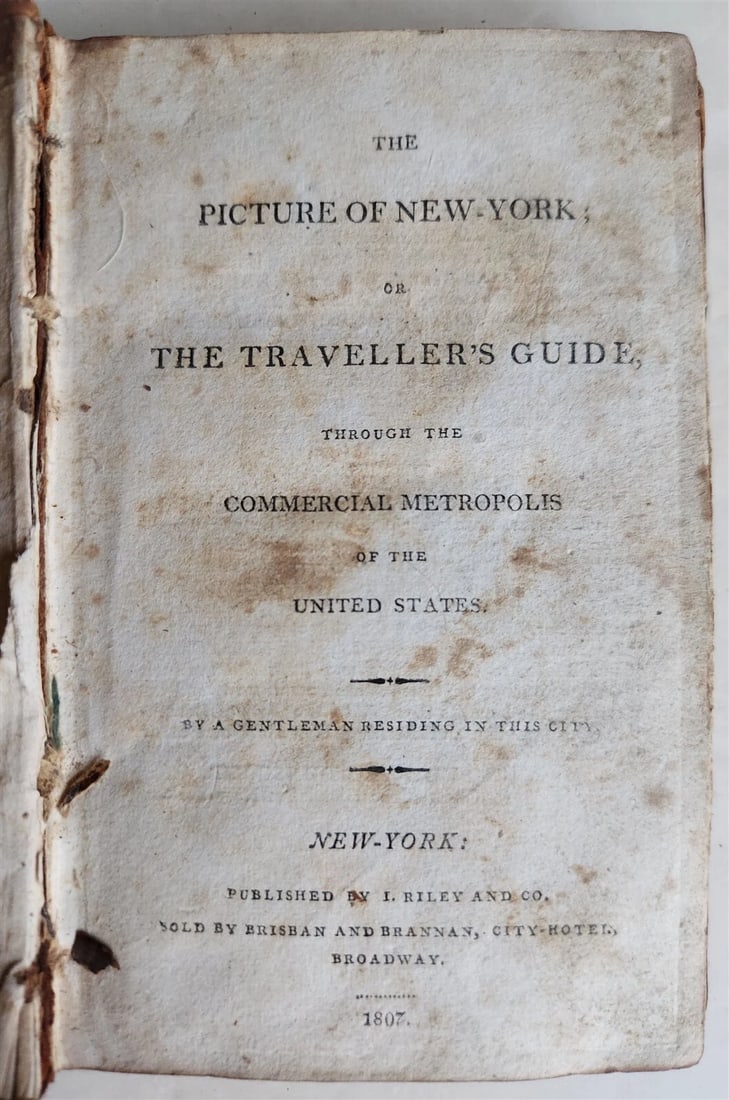 THE
PICTURE OF NEW-YORK;
OR
THE TRAVELLER'S GUIDE,
THROUGH THE
COMMERCIAL METROPOLIS
OF THE
UNITED STATES.
BY A GENTLEMAN RESIDING IN THIS CITY.
NEW-YORK:
PUBLISHED BY I. RILEY AND CO.
SOLD BY BRISBAN AND BRANNAN, CITY-HOTEL,
BROADWAY.
1807.